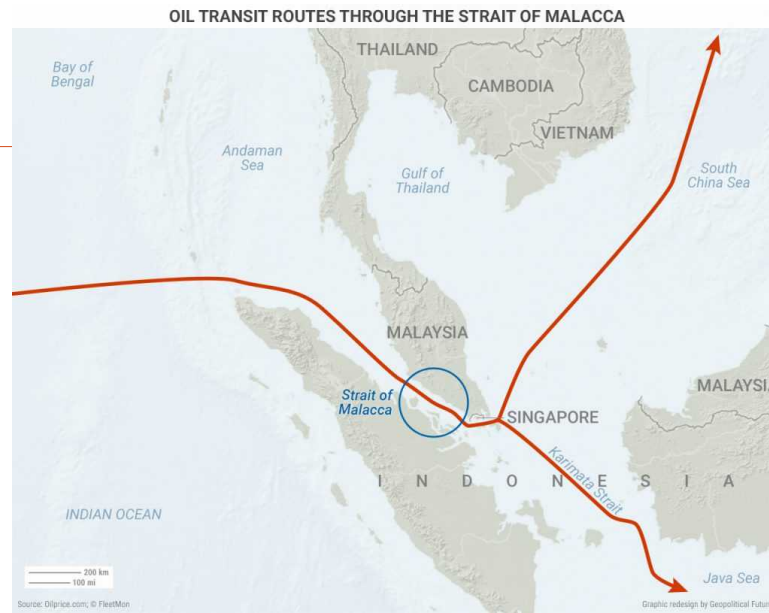 OIL TRANSIT ROUTES THROUGH THE STRAIT OF MALACCA
THAILAND
Bay of
Bengal
CAMBODIA
VIETNAM
Andaman
Sea
Gulf of
Thailand
South
China Sea
MALAYSIA
MALAYSI
Strait of
Malacca
SINGAPORE
Karimata Strait
INDONESIA
INDIAN OCEAN
200 km
100 mi
Java Sea
Source: Oilprice.com; © FleetMon
Graphic redesign by Geopolitical Futur